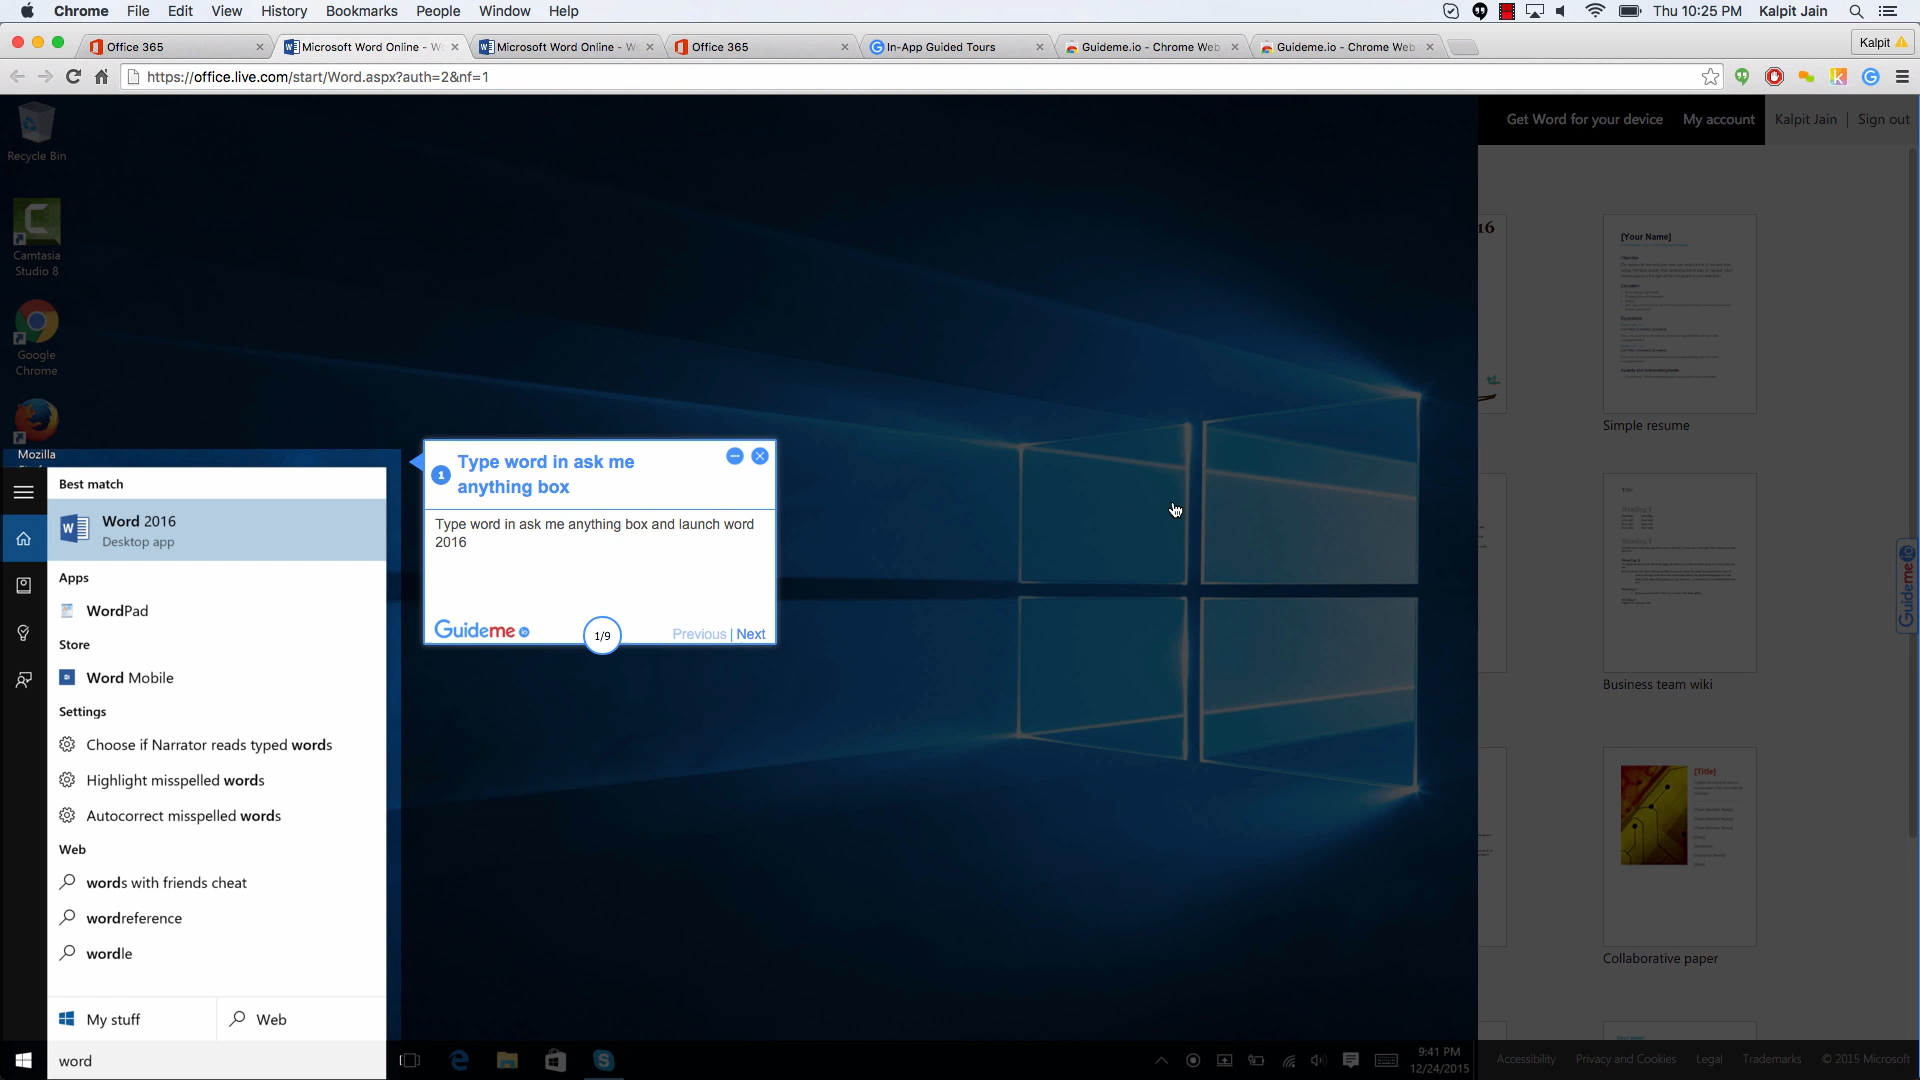 Chrome File Edit View History Bookmarks People Window Help
Thu 10:25 PM Kalpit Jain
Office 365
Microsoft Word Online - W
Microsoft Word Online - W
Office 365
In-App Guided Tours
Guideme.io - Chrome Web
Guideme.io - Chrome Web
Kalpit
https://office.live.com/start/Word.aspx?auth=2&nf=1
Get Word for your device My account Kalpit Jain | Sign out
Recycle Bin
Camtasia
Studio 8
Google
Chrome
Mozilla
Best match
Word 2016
Desktop app
Apps
WordPad
Store
Word Mobile
Settings
Choose if Narrator reads typed words
Highlight misspelled words
Autocorrect misspelled words
Web
words with friends cheat
wordreference
wordle
My stuff
Web
word
1
Type word in ask me
anything box
Type word in ask me anything box and launch word
2016
Guideme io
1/9
Previous | Next
16
[Your Name]
Simple resume
Business team wiki
[Title]
Collaborative paper
Guideme io
9:41 PM
12/24/2015
Accessibility Privacy and Cookies Legal Trademarks © 2015 Microsoft